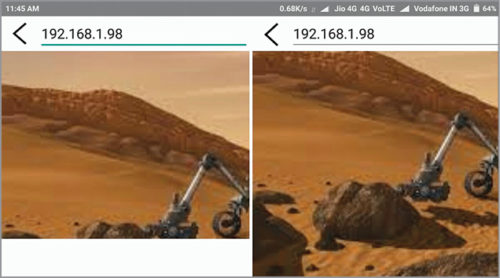 11:45 AM 0.68K/s Jio 4G 4G VoLTE Vodafone IN 3G 64%
192.168.1.98 192.168.1.98